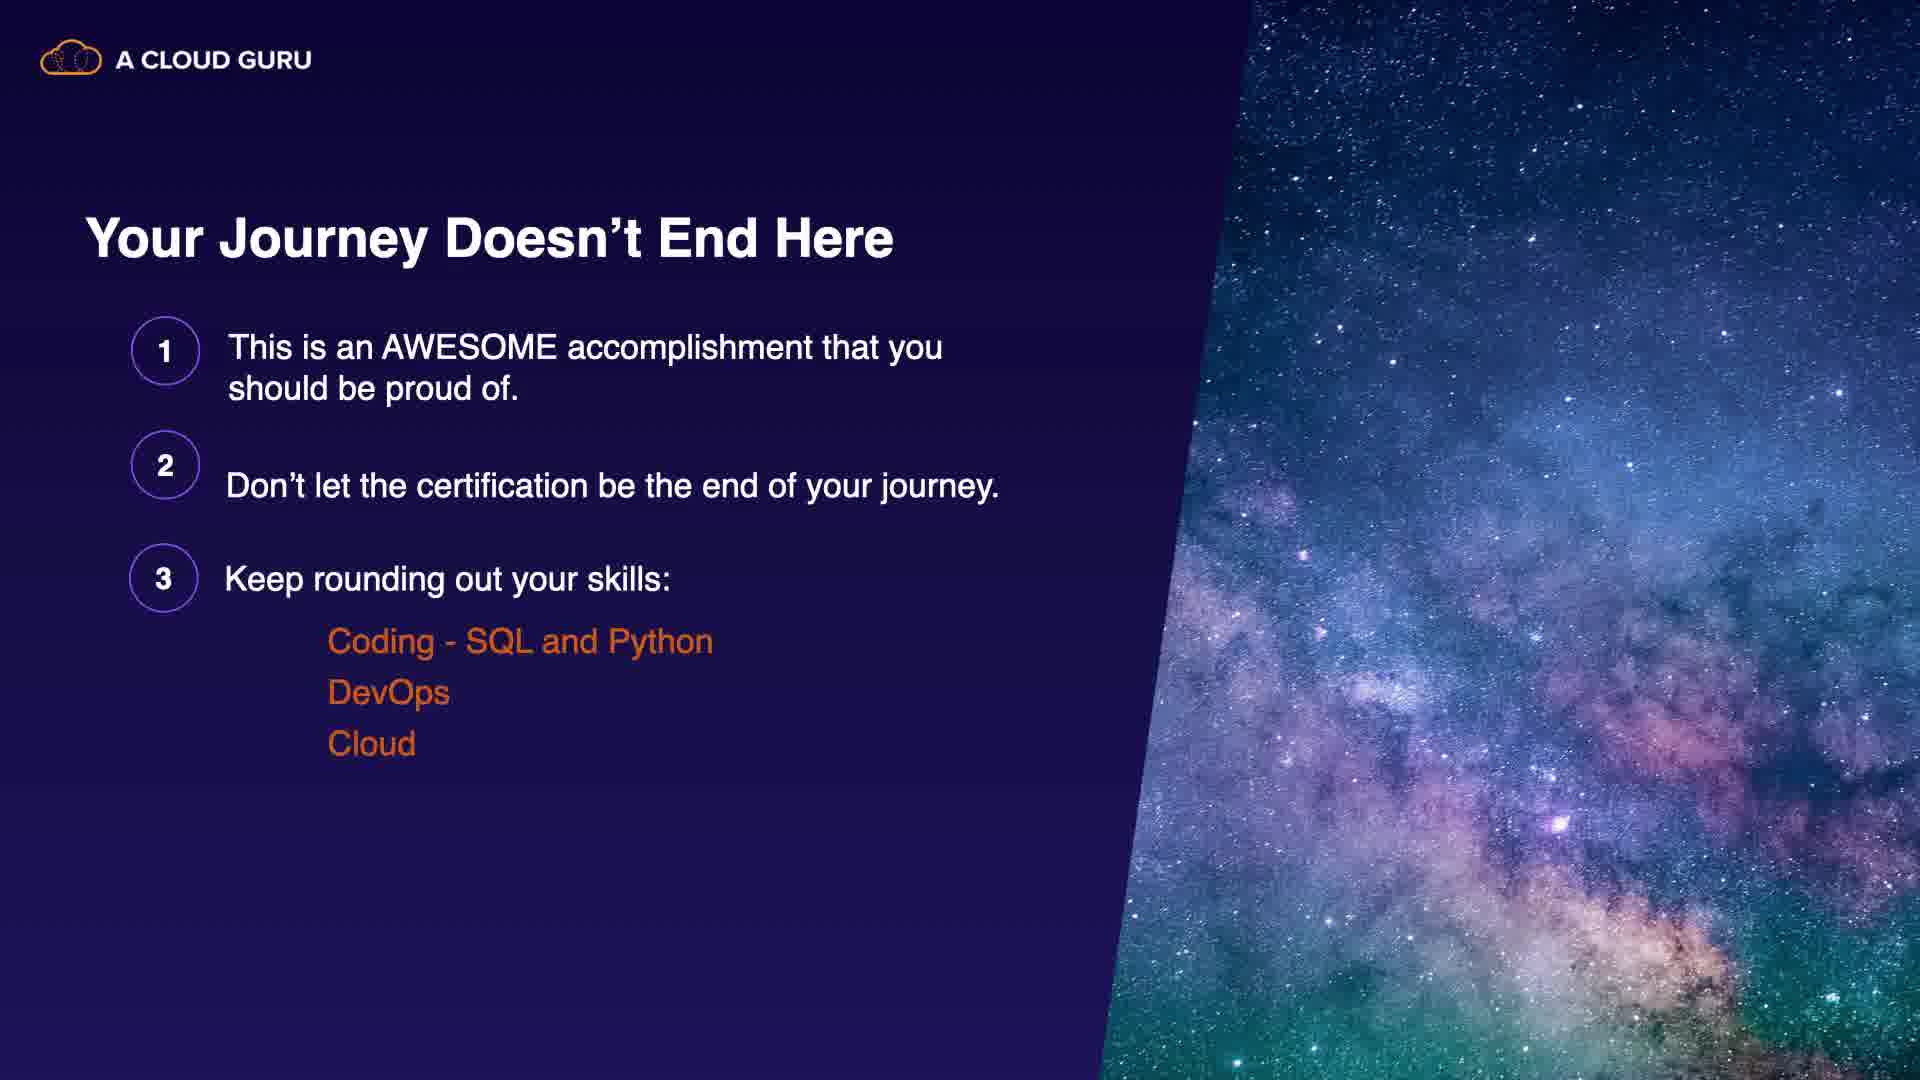 A CLOUD GURU
Your Journey Doesn’t End Here
1 This is an AWESOME accomplishment that you
should be proud of.
2 Don’t let the certification be the end of your journey.
3 Keep rounding out your skills:
Coding - SQL and Python
DevOps
Cloud